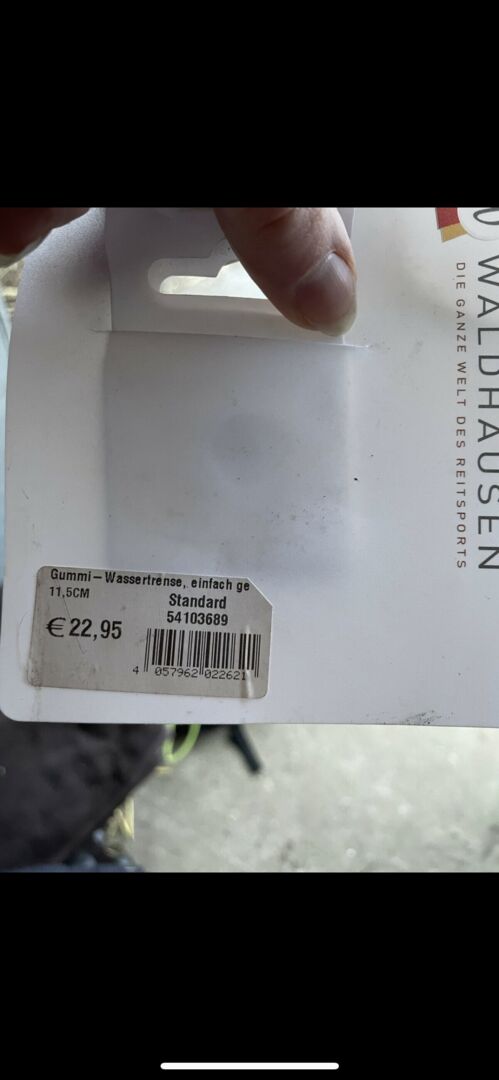 WALDHAUSEN
DIE GANZE WELT DES REITSPORTS
Gummi-Wassertrense, einfach ge
11,5CM
Standard
54103689
€22,95
4 057962 022621